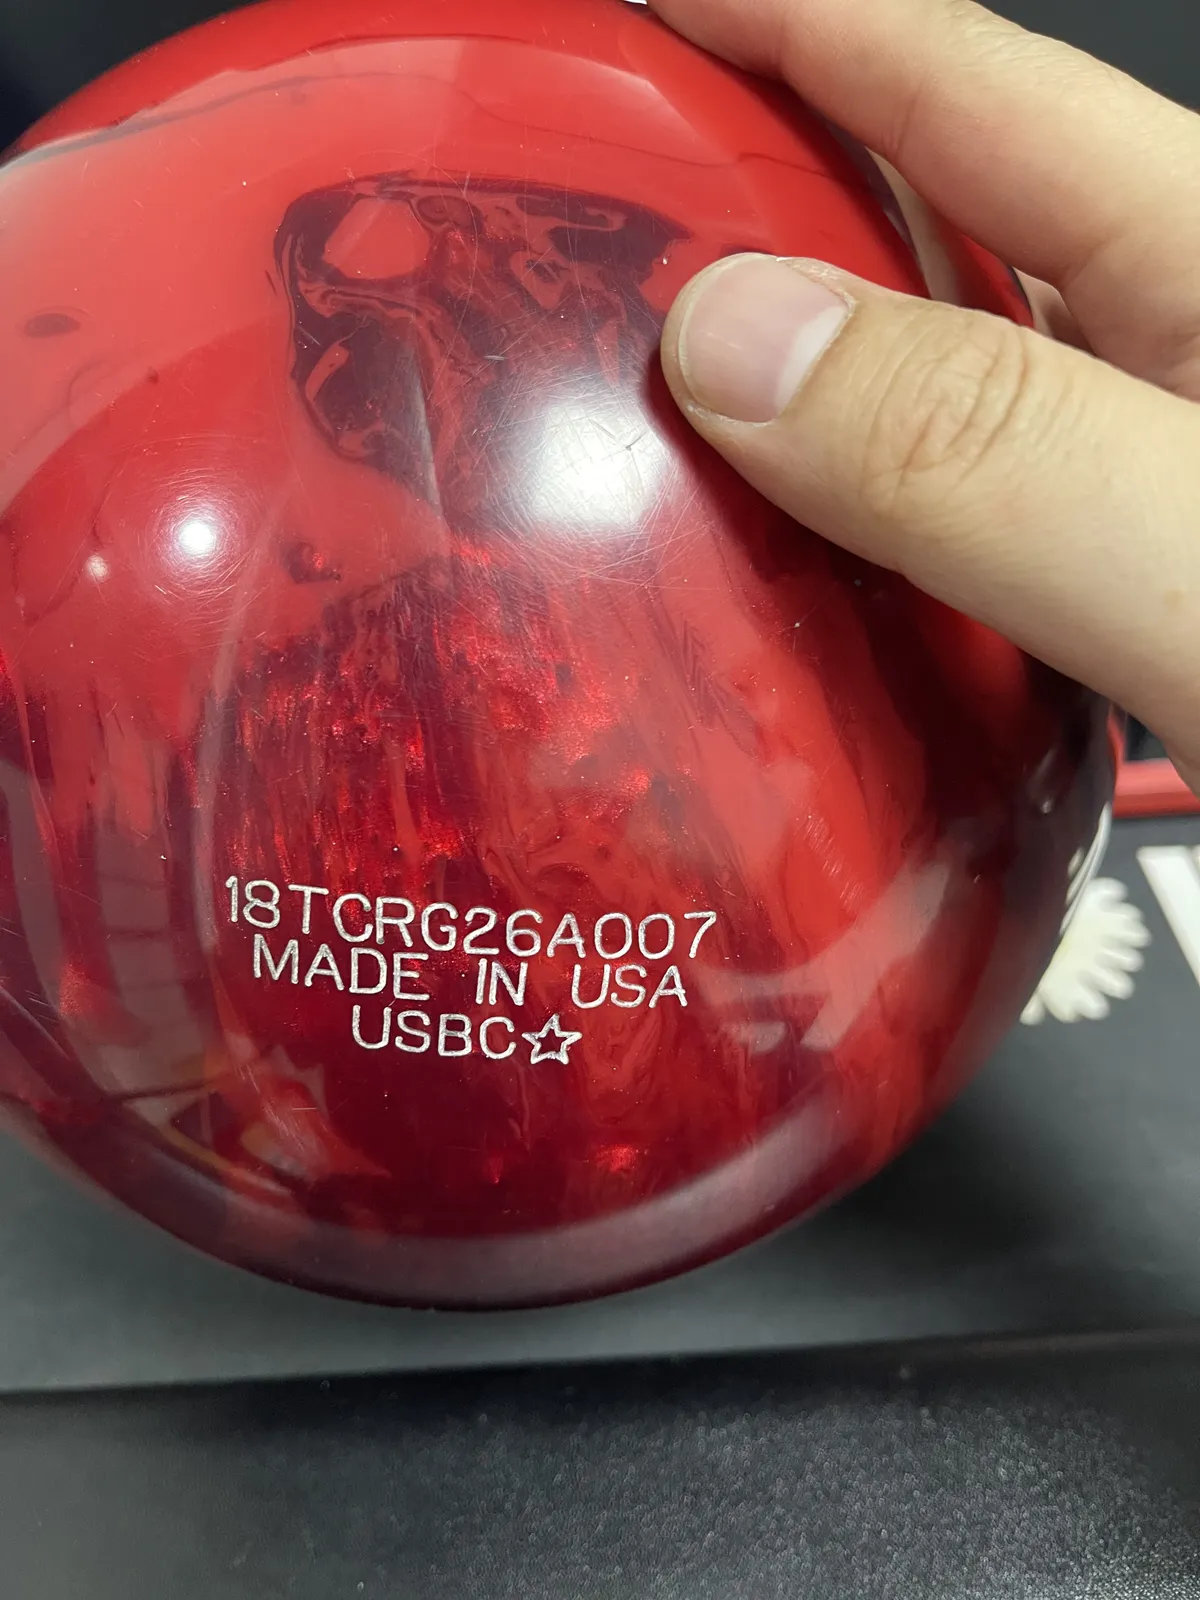 18TCRG26A007
MADE IN USA
USBC☆